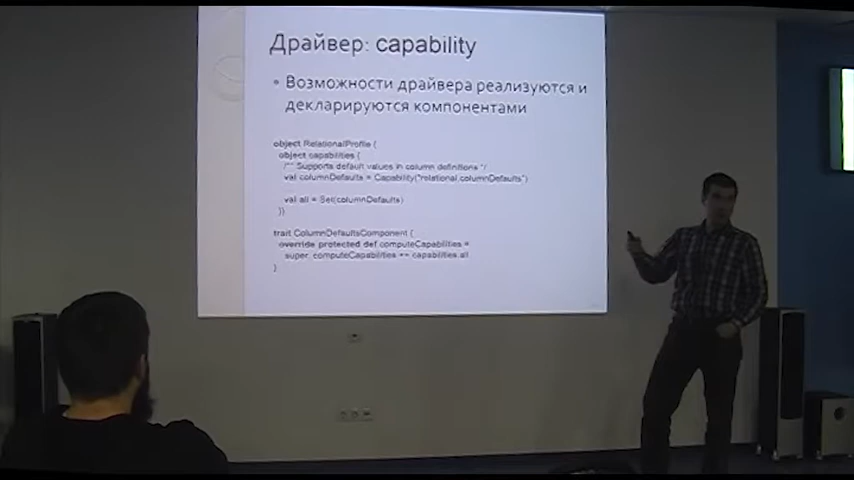 Драйвер: capability
• Возможности драйвера реализуются и
декларируются компонентами
object RelationalProfile {
object capabilities {
/** Supports default values in column definitions */
val columnDefaults = Capability("relational.columnDefaults")
val all = Set(columnDefaults)
}}
trait ColumnDefaultsComponent {
override protected def computeCapabilities =
super.computeCapabilities ++ capabilities.all
}